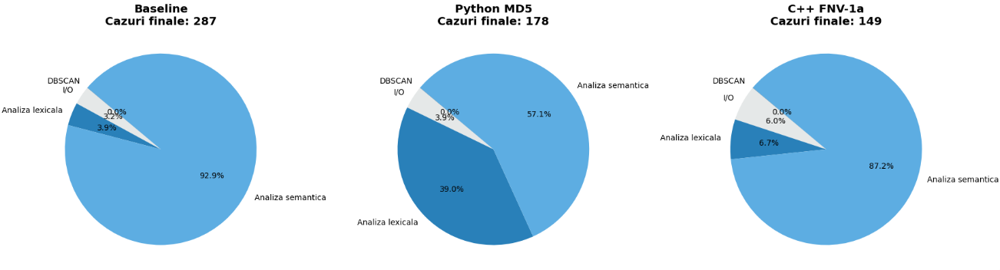 Baseline
Cazuri finale: 287
DBSCAN
I/O
Analiza lexicala
0.0%
3.2%
3.9%
92.9%
Analiza semantica
Python MD5
Cazuri finale: 178
DBSCAN
I/O
0.0%
3.9%
57.1%
Analiza semantica
39.0%
Analiza lexicala
C++ FNV-1a
Cazuri finale: 149
DBSCAN
I/O
Analiza lexicala
0.0%
6.0%
6.7%
87.2%
Analiza semantica